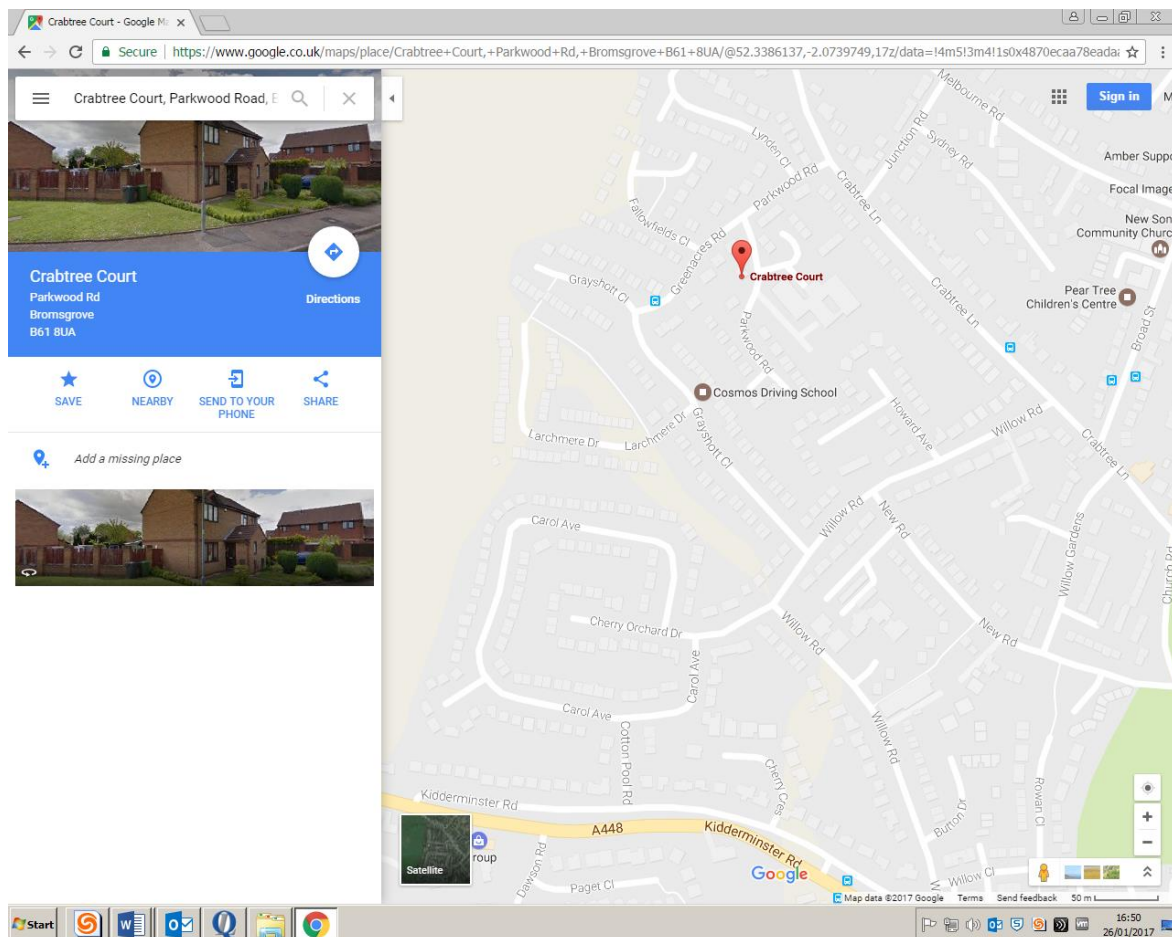 Crabtree Court - Google Ma
Secure | https://www.google.co.uk/maps/place/Crabtree+Court,+Parkwood+Rd,+Bromsgrove+B61+8UA/@52.3386137,-2.0739749,17z/data=!4m5!3m4!1s0x4870ecaa78eada
Crabtree Court, Parkwood Road, B
Crabtree Court
Parkwood Rd
Bromsgrove
B61 8UA
Directions
SAVE
NEARBY
SEND TO YOUR
PHONE
SHARE
Add a missing place
Sign in
Melbourne Rd
Junction Rd
Sydney Rd
Lynden Cl
Parkwood Rd
Crabtree Ln
Amber Suppo
Focal Image
New Son
Community Churc
Fallowfields Cl
Greenacres Rd
Grayshott Cl
Crabtree Court
Crabtree Ln
Pear Tree
Children's Centre
Broad St
Parkwood Rd
Cosmos Driving School
Howard Ave
Willow Rd
Crabtree Ln
Larchmere Dr
Larchmere Dr
Grayshott Cl
Carol Ave
Willow Rd
New Rd
Willow Gardens
Church Rd
Cherry Orchard Dr
Willow Rd
New Rd
Carol Ave
Carol Ave
Cotton Pool Rd
Willow Rd
Cherry Cres
Rowan Cl
Button Dr
Kidderminster Rd
A448
Kidderminster Rd
Satellite
roup
Dawson Rd
Paget Cl
Google
Willow Cl
Map data ©2017 Google Terms Send feedback 50 m
Start
16:50
26/01/2017